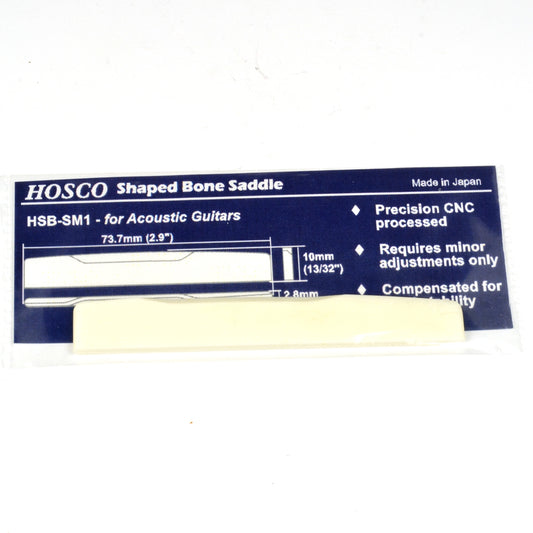 HOSCO Shaped Bone Saddle
Made in Japan
HSB-SM1 - for Acoustic Guitars
73.7mm (2.9")
10mm
(13/32")
2.8mm
♦ Precision CNC
processed
♦ Requires minor
adjustments only
♦ Compensated for